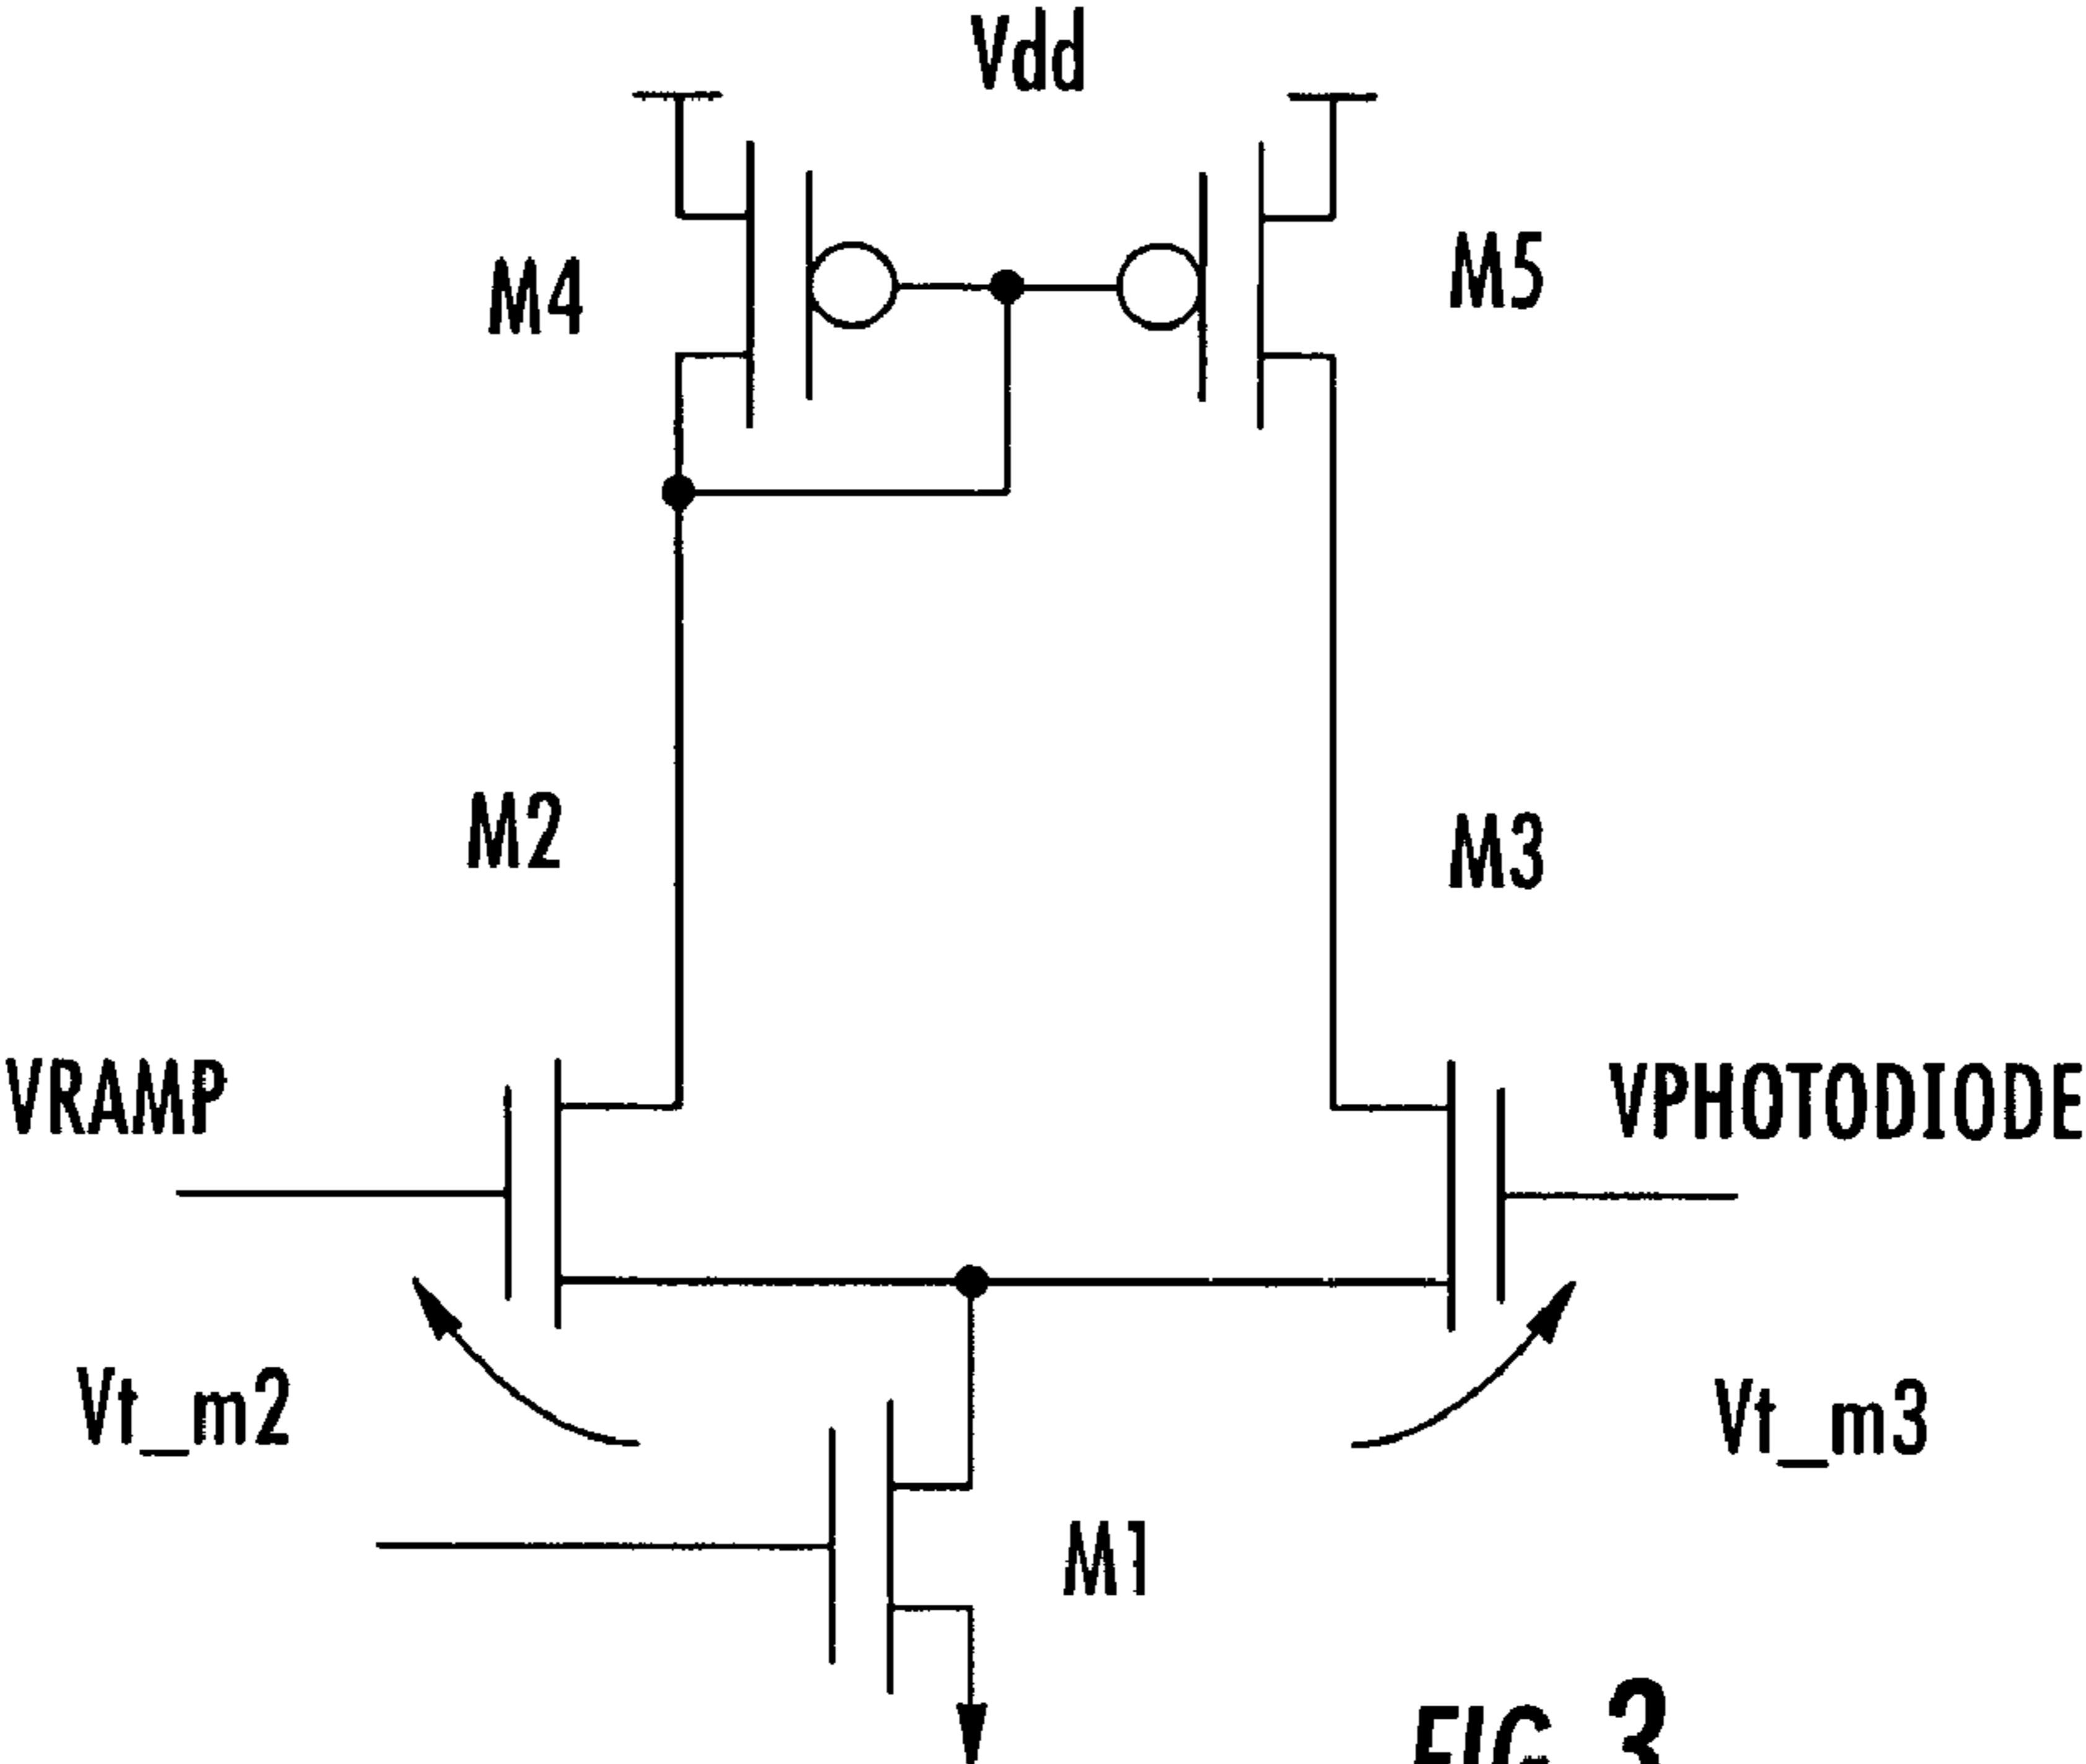 Vdd
M4
M5
M2
M3
VRAMP
VPHOTODIODE
Vt_m2
Vt_m3
M1
FIG 3